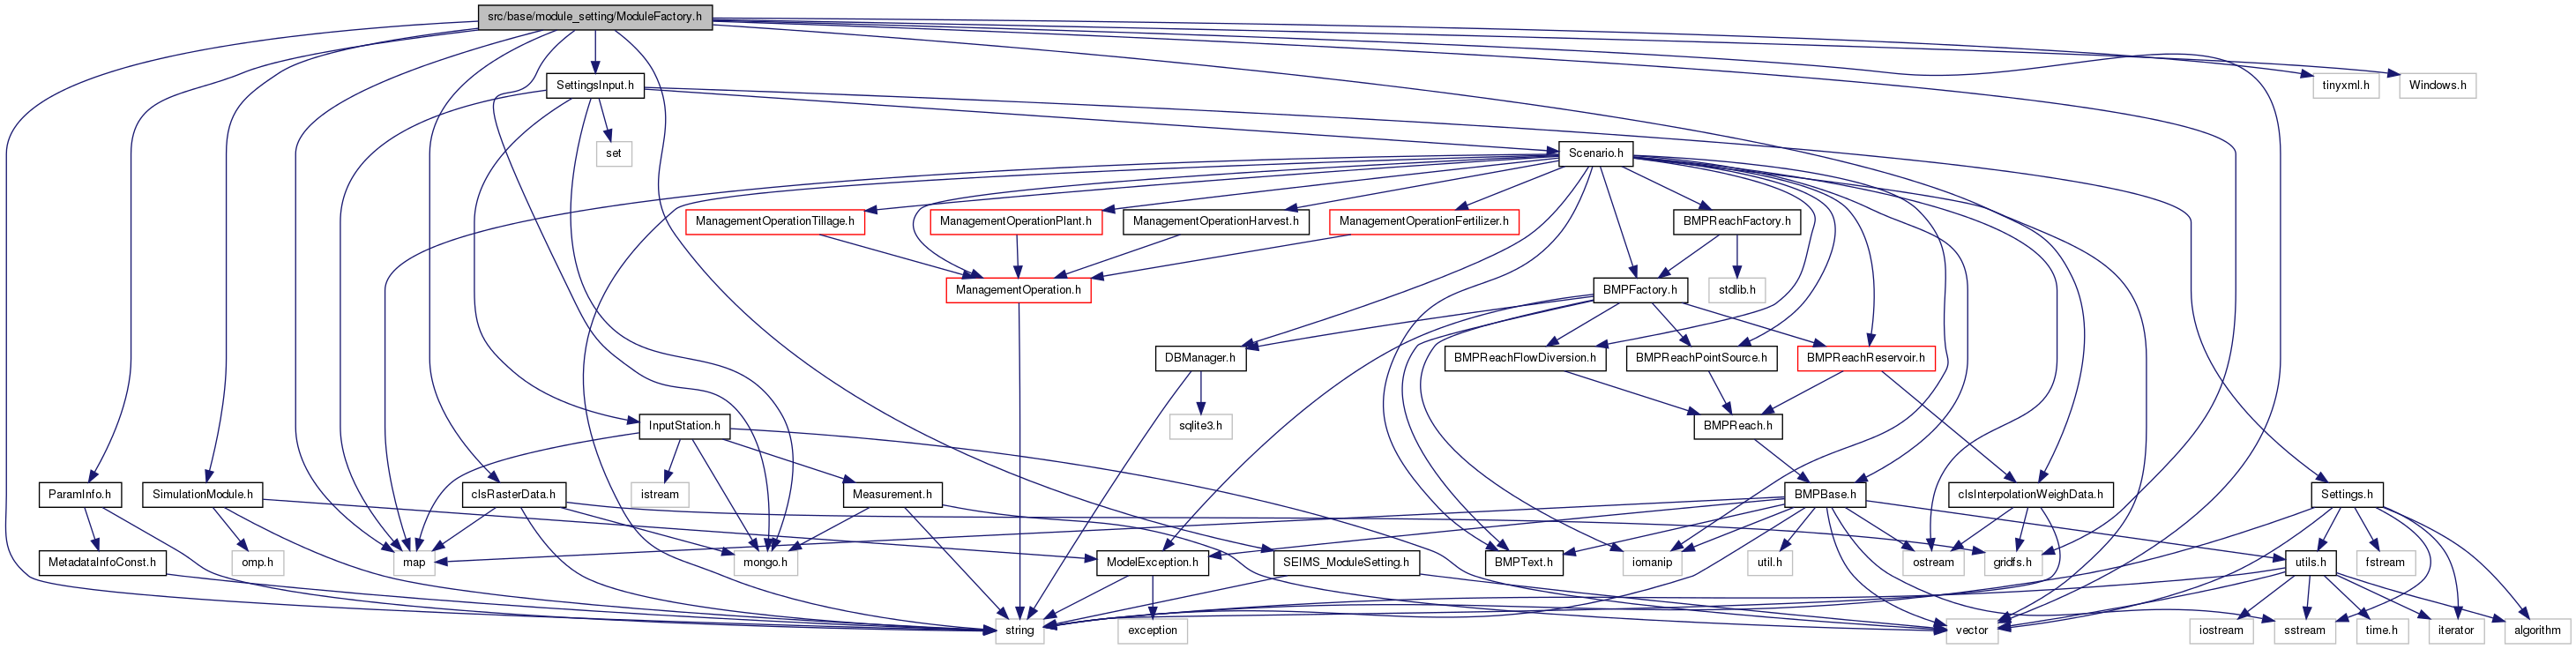 src/base/module_setting/ModuleFactory.h
SettingsInput.h
tinyxml.h
Windows.h
set
Scenario.h
ManagementOperationTillage.h
ManagementOperationPlant.h
ManagementOperationHarvest.h
ManagementOperationFertilizer.h
BMPReachFactory.h
ManagementOperation.h
BMPFactory.h
stdlib.h
DBManager.h
BMPReachFlowDiversion.h
BMPReachPointSource.h
BMPReachReservoir.h
InputStation.h
sqlite3.h
BMPReach.h
ParamInfo.h
SimulationModule.h
clsRasterData.h
istream
Measurement.h
BMPBase.h
clsInterpolationWeighData.h
Settings.h
MetadataInfoConst.h
omp.h
map
mongo.h
ModelException.h
SEIMS_ModuleSetting.h
BMPText.h
iomanip
util.h
ostream
gridfs.h
utils.h
fstream
string
exception
vector
iostream
sstream
time.h
iterator
algorithm